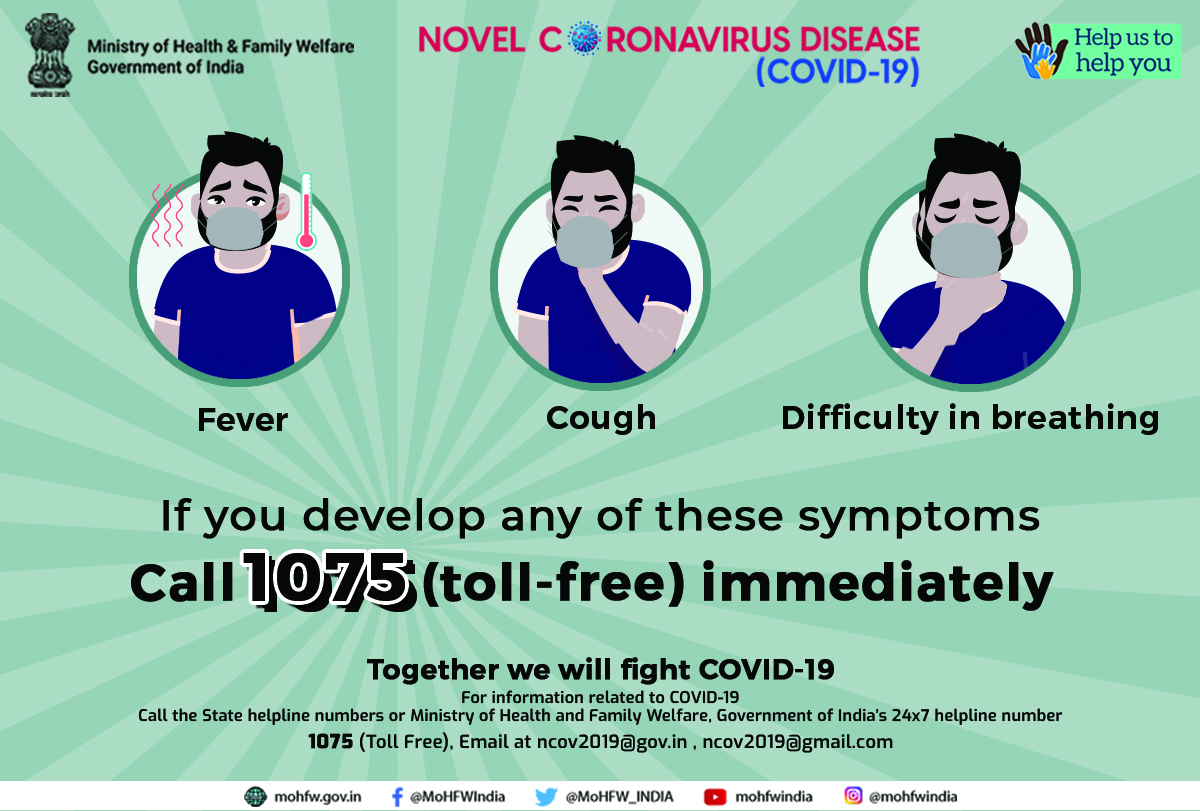 Ministry of Health & Family Welfare
Government of India
NOVEL CORONAVIRUS DISEASE
(COVID-19)
Help us to
help you
Fever
Cough
Difficulty in breathing
If you develop any of these symptoms
Call 1075 (toll-free) immediately
Together we will fight COVID-19
For information related to COVID-19
Call the State helpline numbers or Ministry of Health and Family Welfare, Government of India's 24x7 helpline number
1075 (Toll Free), Email at ncov2019@gov.in , ncov2019@gmail.com
mohfw.gov.in @MoHFWIndia @MoHFW_INDIA mohfwindia @mohfwindia